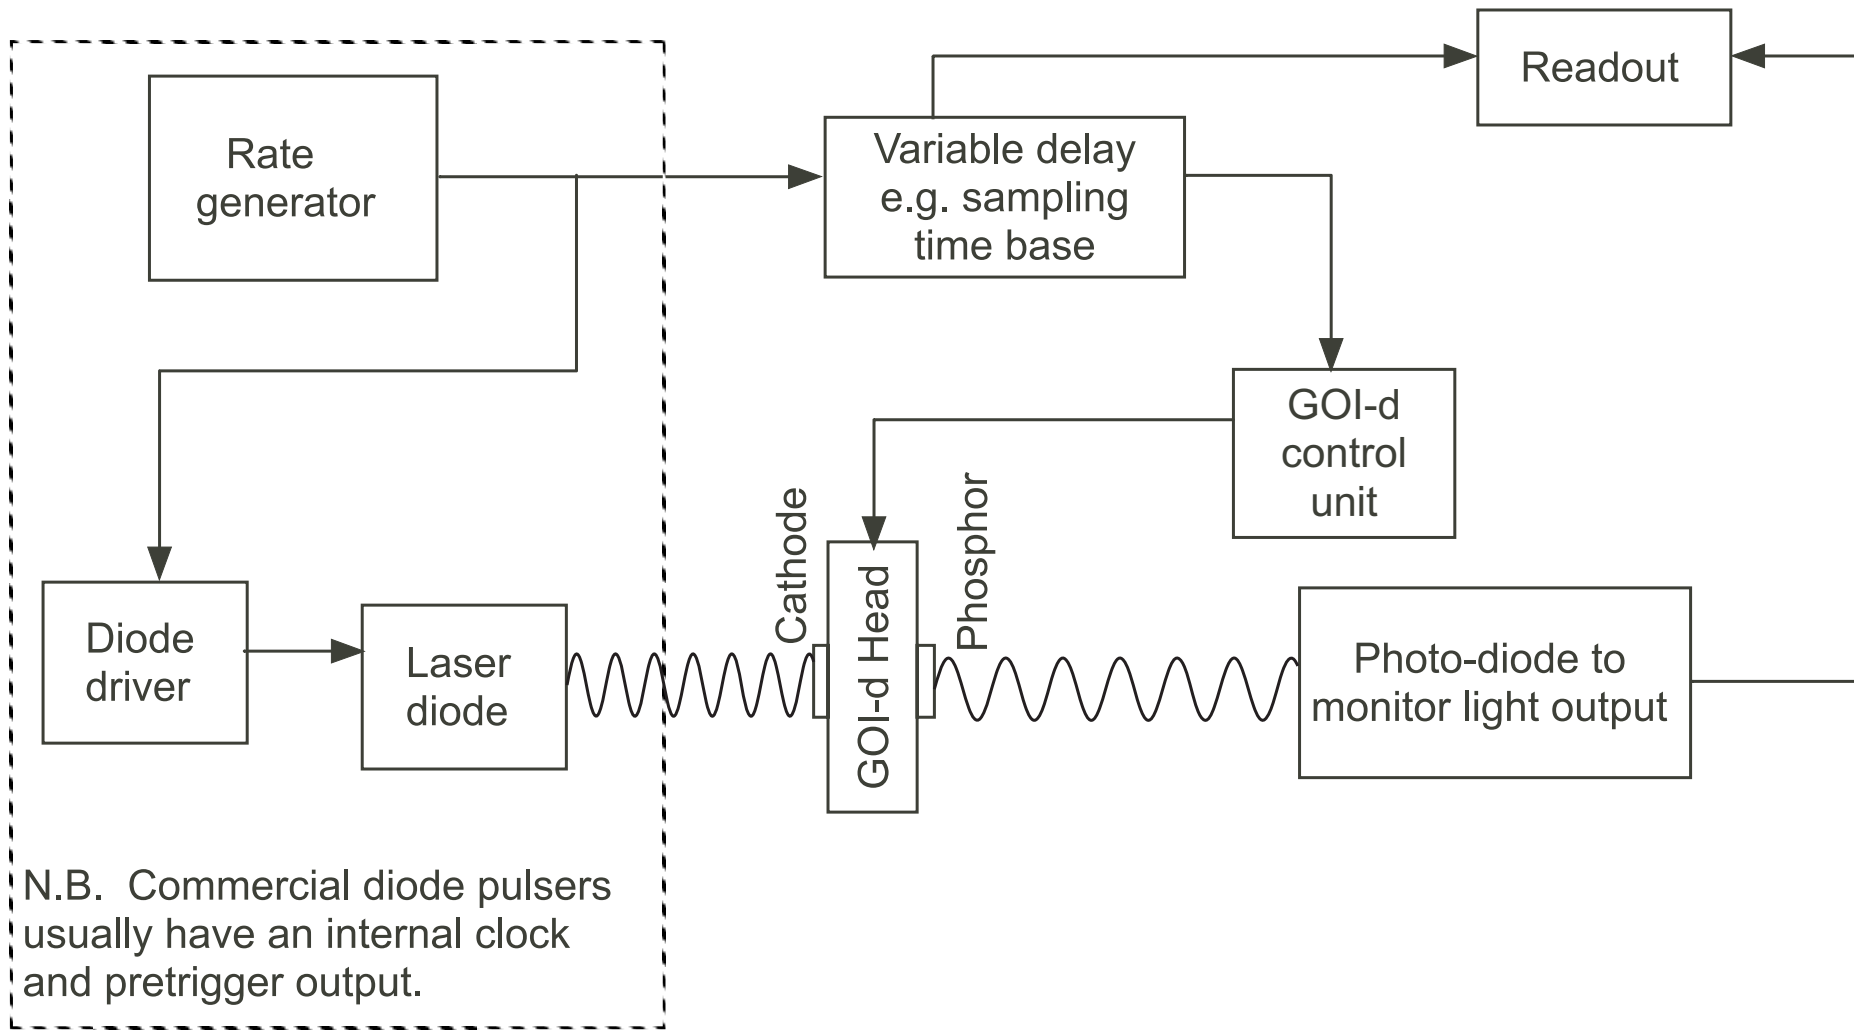 Readout
Rate
generator
Variable delay
e.g. sampling
time base
GOI-d
control
unit
Cathode
GOI-d Head
Phosphor
Diode
driver
Laser
diode
Photo-diode to
monitor light output
N.B.  Commercial diode pulsers
usually have an internal clock
and pretrigger output.